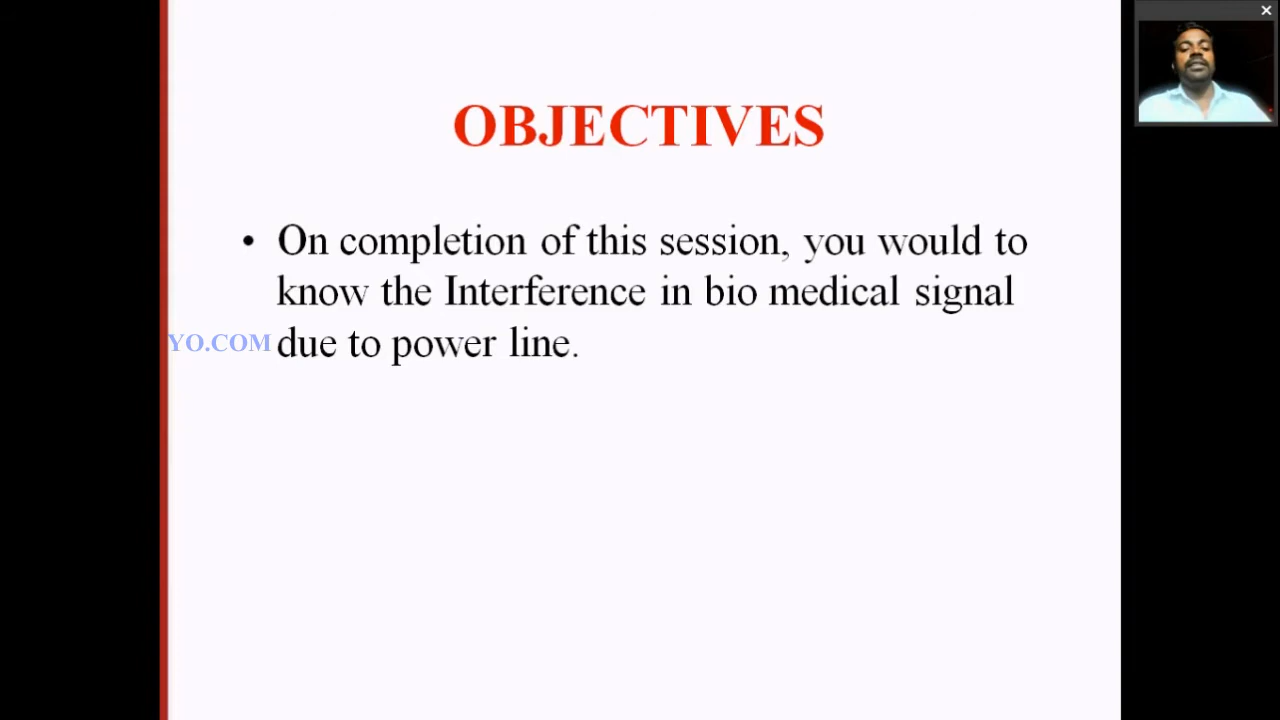 OBJECTIVES
• On completion of this session, you would to
know the Interference in bio medical signal
YO.COM
due to power line.